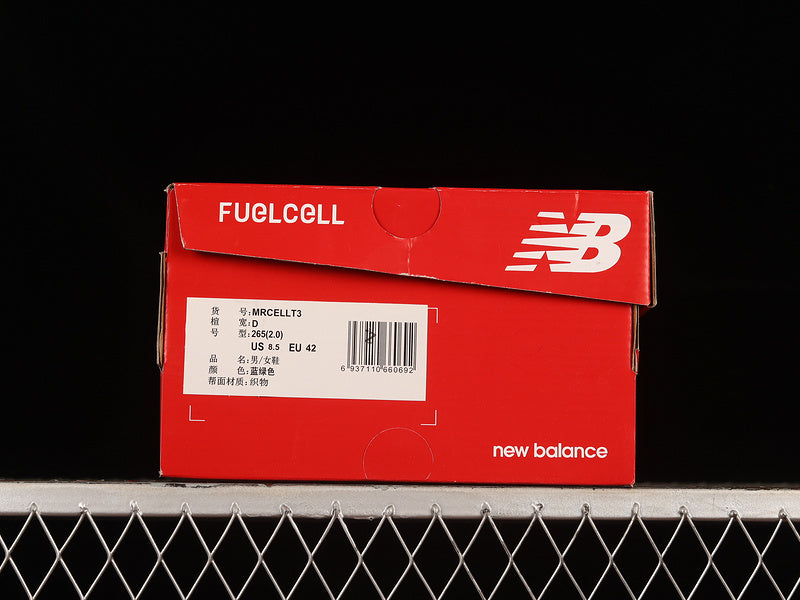 FUELCELL
NB
货 号:MRCELLT3
楦 宽:D
号 型:265(2.0)
US 8.5 EU 42
品 名:男/女鞋
颜 色:蓝绿色
帮面材质:织物
6 937110 660692
new balance